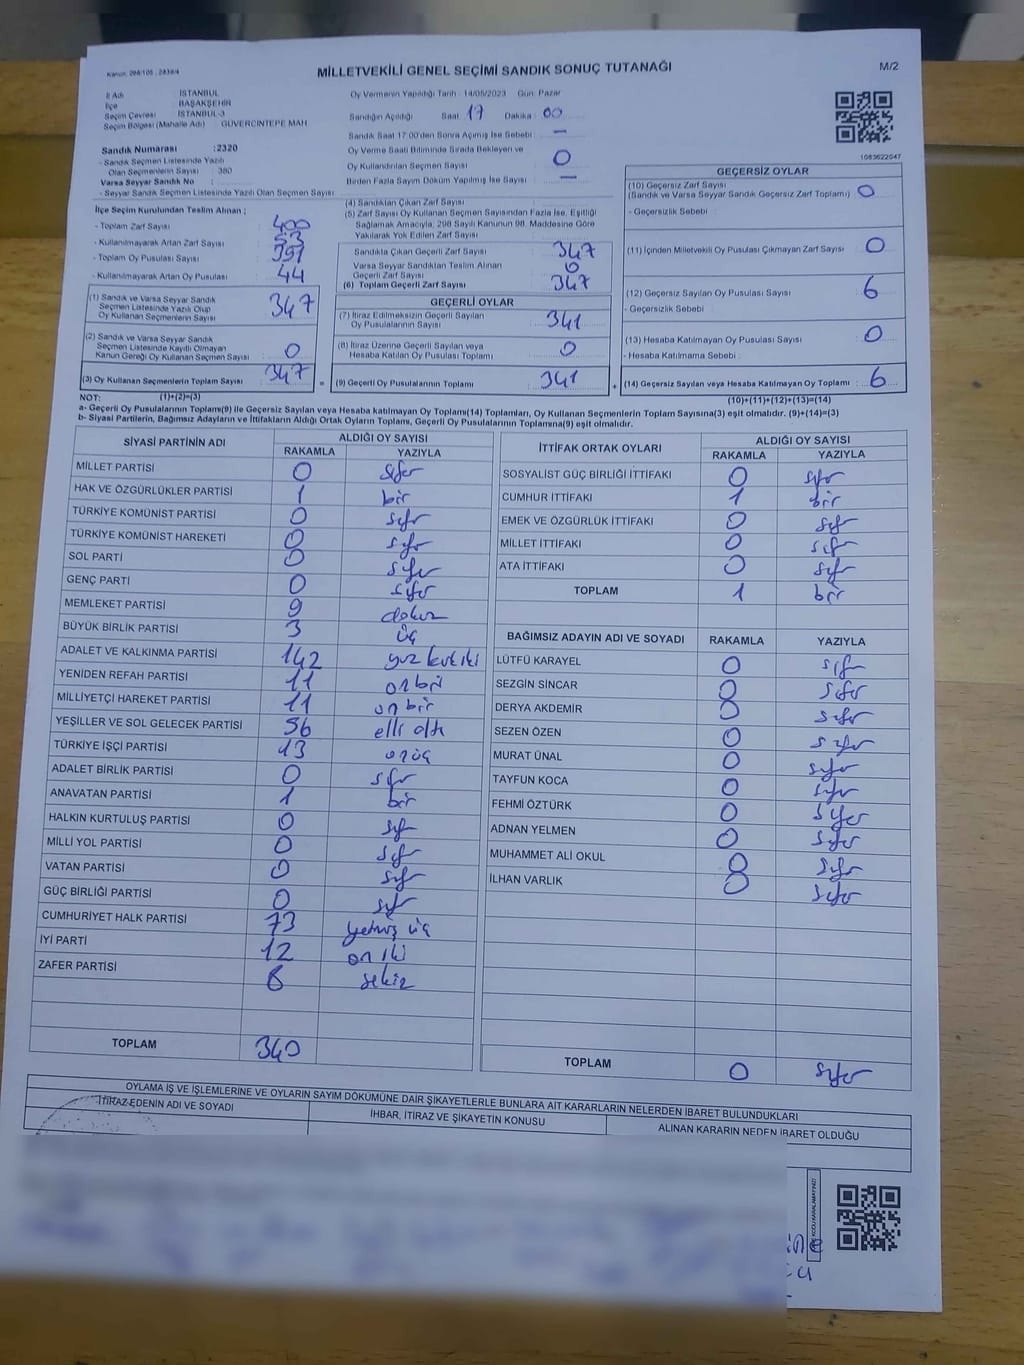 Kanun: 298/105 , 2839/4
MİLLETVEKİLİ GENEL SEÇİMİ SANDIK SONUÇ TUTANAĞI
M/2
İl Adı : İSTANBUL
İlçe : BAŞAKŞEHİR
Seçim Çevresi : İSTANBUL-3
Seçim Bölgesi (Mahalle Adı) : GÜVERCİNTEPE MAH
Sandık Numarası :2320
- Sandık Seçmen Listesinde Yazılı
Olan Seçmenlerin Sayısı : 380
Varsa Seyyar Sandık No :
- Seyyar Sandık Seçmen Listesinde Yazılı Olan Seçmen Sayısı :
Oy Vermenin Yapıldığı Tarih : 14/05/2023 Gün: Pazar
Sandığın Açıldığı Saat: 17 Dakika: 00
Sandık Saat 17:00'den Sonra Açılmış İse Sebebi : –
Oy Verme Saati Bitiminde Sırada Bekleyen ve
Oy Kullandırılan Seçmen Sayısı : 0
Birden Fazla Sayım Döküm Yapılmış İse Sayısı : –
1083622047
İlçe Seçim Kurulundan Teslim Alınan ;
- Toplam Zarf Sayısı : 400
- Kullanılmayarak Artan Zarf Sayısı : 53
- Toplam Oy Pusulası Sayısı : 391
- Kullanılmayarak Artan Oy Pusulası : 44
(1) Sandık ve Varsa Seyyar Sandık
Seçmen Listesinde Yazılı Olup
Oy Kullanan Seçmenlerin Sayısı : 347
(2) Sandık ve Varsa Seyyar Sandık
Seçmen Listesinde Kayıtlı Olmayan
Kanun Gereği Oy Kullanan Seçmen Sayısı : 0
(3) Oy Kullanan Seçmenlerin Toplam Sayısı : 347
(1)+(2)=(3)
(4) Sandıktan Çıkan Zarf Sayısı :
(5) Zarf Sayısı Oy Kullanan Seçmen Sayısından Fazla İse, Eşitliği
Sağlamak Amacıyla, 298 Sayılı Kanunun 98. Maddesine Göre
Yakılarak Yok Edilen Zarf Sayısı :
Sandıkta Çıkan Geçerli Zarf Sayısı : 347
Varsa Seyyar Sandıktan Teslim Alınan
Geçerli Zarf Sayısı : 0
(6) Toplam Geçerli Zarf Sayısı : 347
GEÇERLİ OYLAR
(7) İtiraz Edilmeksizin Geçerli Sayılan
Oy Pusulalarının Sayısı : 341
(8) İtiraz Üzerine Geçerli Sayılan veya
Hesaba Katılan Oy Pusulası Toplamı : 0
= (9) Geçerli Oy Pusulalarının Toplamı : 341 +
GEÇERSİZ OYLAR
(10) Geçersiz Zarf Sayısı
(Sandık ve Varsa Seyyar Sandık Geçersiz Zarf Toplamı) : 0
- Geçersizlik Sebebi :
(11) İçinden Milletvekili Oy Pusulası Çıkmayan Zarf Sayısı : 0
(12) Geçersiz Sayılan Oy Pusulası Sayısı : 6
- Geçersizlik Sebebi
(13) Hesaba Katılmayan Oy Pusulası Sayısı : 0
- Hesaba Katılmama Sebebi :
(14) Geçersiz Sayılan veya Hesaba Katılmayan Oy Toplamı : 6
(10)+(11)+(12)+(13)=(14)
NOT:
a- Geçerli Oy Pusulalarının Toplamı(9) ile Geçersiz Sayılan veya Hesaba katılmayan Oy Toplamı(14) Toplamları, Oy Kullanan Seçmenlerin Toplam Sayısına(3) eşit olmalıdır. (9)+(14)=(3)
b- Siyasi Partilerin, Bağımsız Adayların ve İttifakların Aldığı Ortak Oyların Toplamı, Geçerli Oy Pusulalarının Toplamına(9) eşit olmalıdır.
SİYASİ PARTİNİN ADI ALDIĞI OY SAYISI
RAKAMLA YAZIYLA
MİLLET PARTİSİ 0 sıfır
HAK VE ÖZGÜRLÜKLER PARTİSİ 1 bir
TÜRKİYE KOMÜNİST PARTİSİ 0 sıfır
TÜRKİYE KOMÜNİST HAREKETİ 0 sıfır
SOL PARTİ 0 sıfır
GENÇ PARTİ 0 sıfır
MEMLEKET PARTİSİ 9 dokuz
BÜYÜK BİRLİK PARTİSİ 3 üç
ADALET VE KALKINMA PARTİSİ 142 yüz kırk iki
YENİDEN REFAH PARTİSİ 11 onbir
MİLLİYETÇİ HAREKET PARTİSİ 11 onbir
YEŞİLLER VE SOL GELECEK PARTİSİ 56 elli altı
TÜRKİYE İŞÇİ PARTİSİ 13 onüç
ADALET BİRLİK PARTİSİ 0 sıfır
ANAVATAN PARTİSİ 1 bir
HALKIN KURTULUŞ PARTİSİ 0 sıfır
MİLLİ YOL PARTİSİ 0 sıfır
VATAN PARTİSİ 0 sıfır
GÜÇ BİRLİĞİ PARTİSİ 0 sıfır
CUMHURİYET HALK PARTİSİ 73 yetmiş üç
İYİ PARTİ 12 on iki
ZAFER PARTİSİ 8 sekiz
TOPLAM 340
İTTİFAK ORTAK OYLARI ALDIĞI OY SAYISI
RAKAMLA YAZIYLA
SOSYALİST GÜÇ BİRLİĞİ İTTİFAKI 0 sıfır
CUMHUR İTTİFAKI 1 bir
EMEK VE ÖZGÜRLÜK İTTİFAKI 0 sıfır
MİLLET İTTİFAKI 0 sıfır
ATA İTTİFAKI 0 sıfır
TOPLAM 1 bir
BAĞIMSIZ ADAYIN ADI VE SOYADI RAKAMLA YAZIYLA
LÜTFÜ KARAYEL 0 sıfır
SEZGİN SİNCAR 0 sıfır
DERYA AKDEMİR 0 sıfır
SEZEN ÖZEN 0 sıfır
MURAT ÜNAL 0 sıfır
TAYFUN KOCA 0 sıfır
FEHMİ ÖZTÜRK 0 sıfır
ADNAN YELMEN 0 sıfır
MUHAMMET ALİ OKUL 0 sıfır
İLHAN VARLIK 0 sıfır
TOPLAM 0 sıfır
OYLAMA İŞ VE İŞLEMLERİNE VE OYLARIN SAYIM DÖKÜMÜNE DAİR ŞİKAYETLERLE BUNLARA AİT KARARLARIN NELERDEN İBARET BULUNDUKLARI
İTİRAZ EDENİN ADI VE SOYADI İHBAR, İTİRAZ VE ŞİKAYETİN KONUSU ALINAN KARARIN NEDEN İBARET OLDUĞU